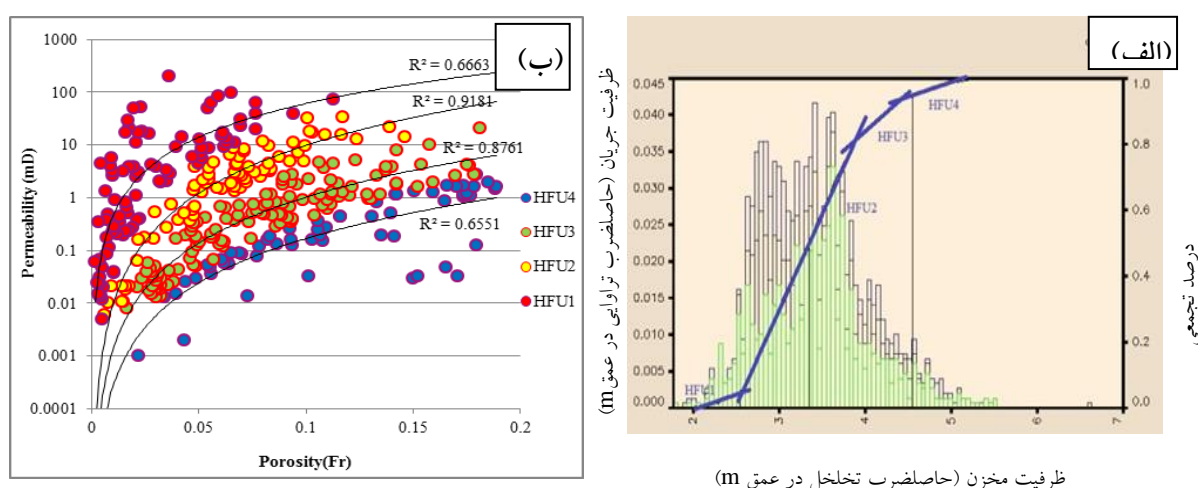 (ب)
1000
100
10
1
0.1
0.01
0.001
0.0001
Permeability (mD)
R² = 0.6663
R² = 0.9181
R² = 0.8761
R² = 0.6551
HFU4
HFU3
HFU2
HFU1
0
0.05
0.1
0.15
0.2
Porosity(Fr)
(الف)
ظرفیت جریان (حاصلضرب تراوایی در عمق m)
0.045
0.040
0.035
0.030
0.025
0.020
0.015
0.010
0.005
0.000
HFU1
HFU2
HFU3
HFU4
1.0
0.8
0.6
0.4
0.2
0.0
درصد تجمعی
2
3
4
5
6
7
ظرفیت مخزن (حاصلضرب تخلخل در عمق m)